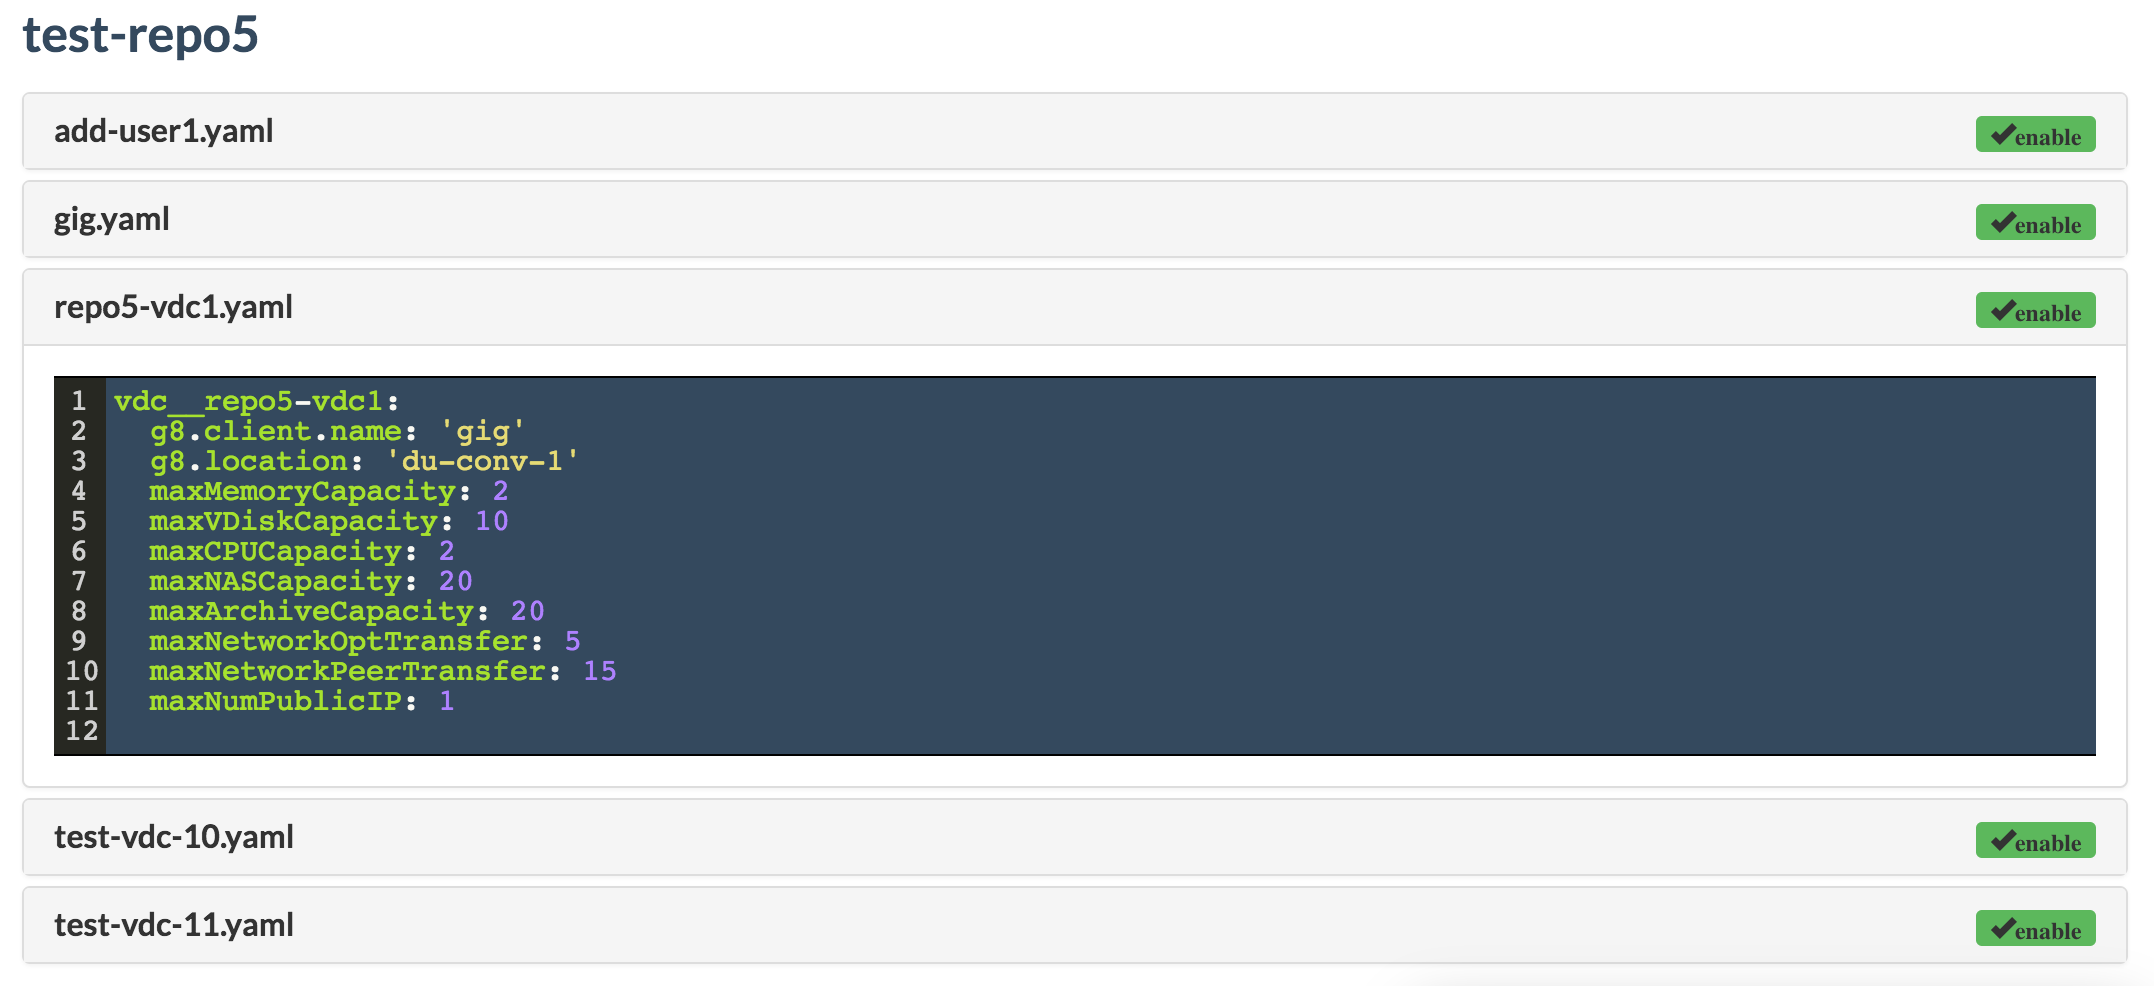 test-repo5
add-user1.yaml
enable
gig.yaml
enable
repo5-vdc1.yaml
enable
1 vdc__repo5-vdc1:
2 g8.client.name: 'gig'
3 g8.location: 'du-conv-1'
4 maxMemoryCapacity: 2
5 maxVDiskCapacity: 10
6 maxCPUCapacity: 2
7 maxNASCapacity: 20
8 maxArchiveCapacity: 20
9 maxNetworkOptTransfer: 5
10 maxNetworkPeerTransfer: 15
11 maxNumPublicIP: 1
12
test-vdc-10.yaml
enable
test-vdc-11.yaml
enable